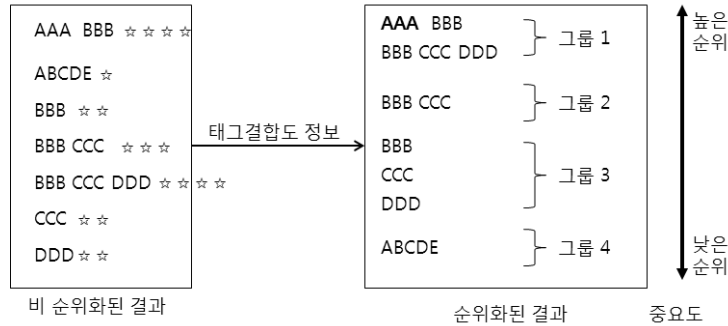 AAA BBB ☆ ☆ ☆ ☆
ABCDE ☆
BBB ☆ ☆
BBB CCC ☆ ☆ ☆
BBB CCC DDD ☆ ☆ ☆ ☆
CCC ☆ ☆
DDD ☆ ☆
비 순위화된 결과
태그결합도 정보
AAA BBB
BBB CCC DDD
그룹 1
BBB CCC
그룹 2
BBB
CCC
DDD
그룹 3
ABCDE
그룹 4
순위화된 결과
높은
순위
낮은
순위
중요도